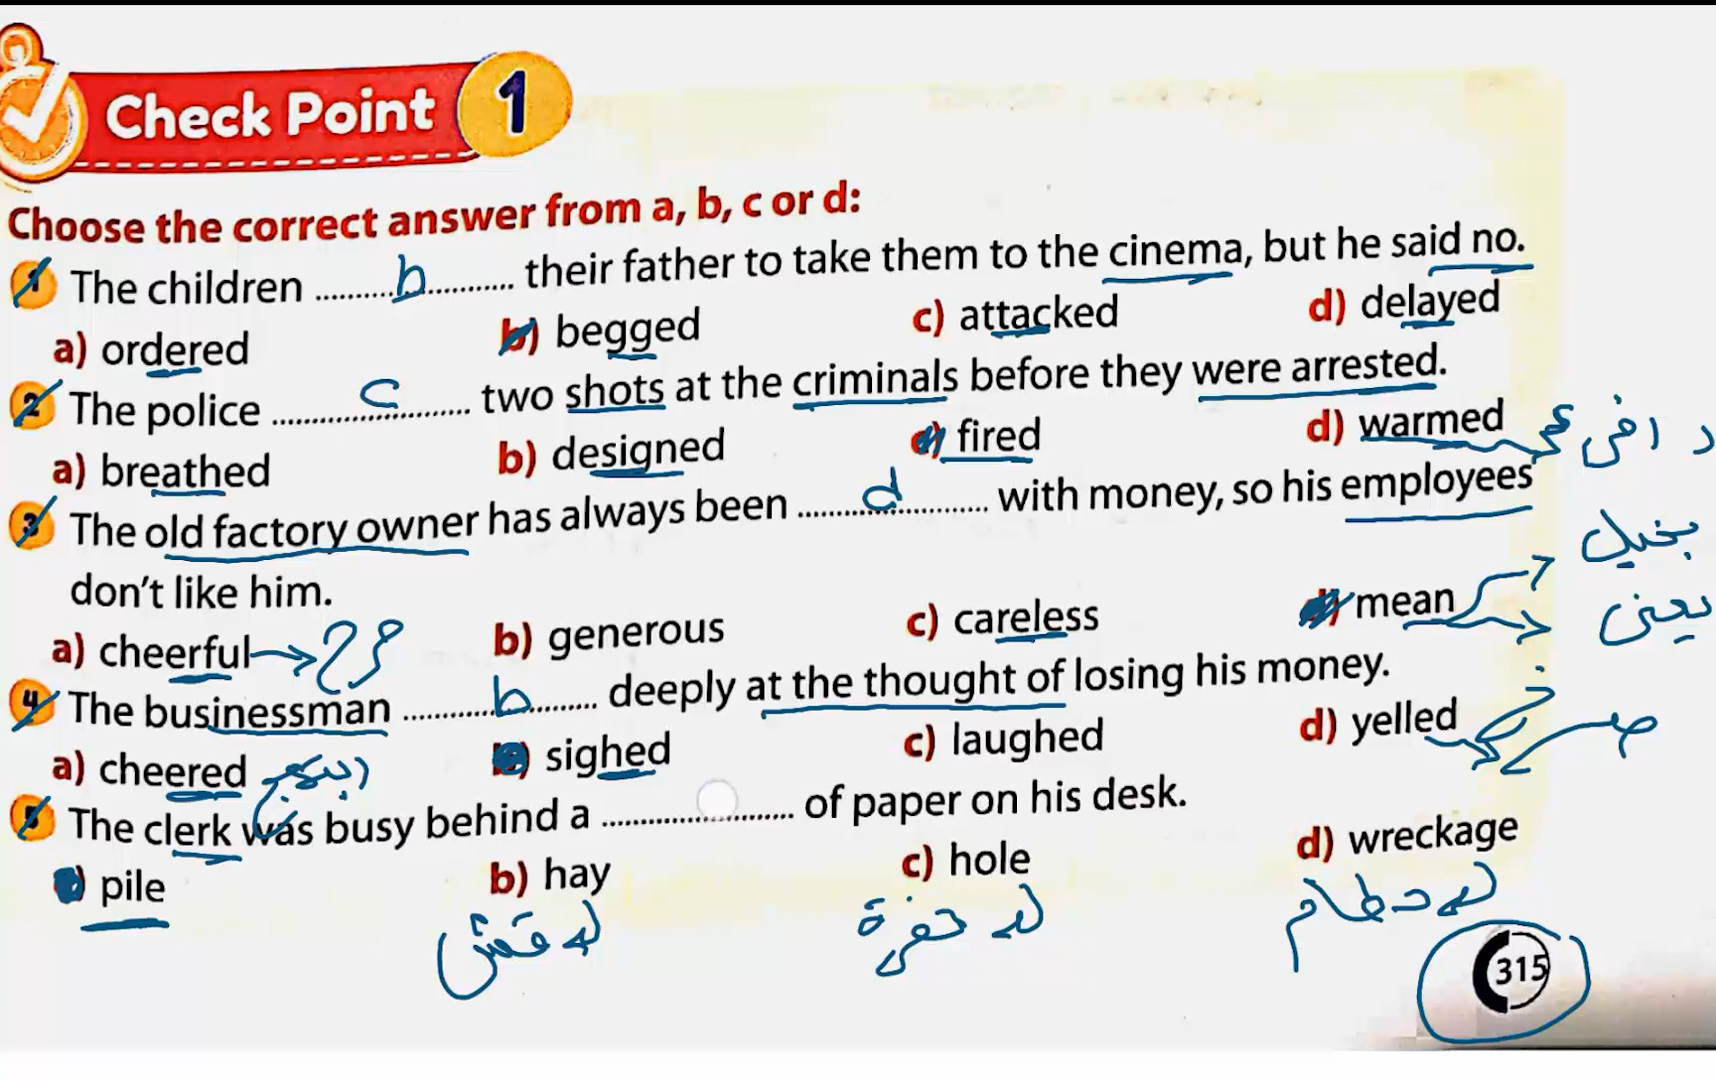 Check Point 1
Choose the correct answer from a, b, c or d:
1 The children ........b........ their father to take them to the cinema, but he said no.
a) ordered b) begged c) attacked d) delayed
2 The police ........c........ two shots at the criminals before they were arrested.
a) breathed b) designed c) fired d) warmed
3 The old factory owner has always been ........d........ with money, so his employees
بخيل
don't like him.
a) cheerful b) generous c) careless d) mean
يعنى
4 The businessman ........b........ deeply at the thought of losing his money.
a) cheered b) sighed c) laughed d) yelled
5 The clerk was busy behind a ................ of paper on his desk.
a) pile b) hay c) hole d) wreckage
قش حفرة حطام
315